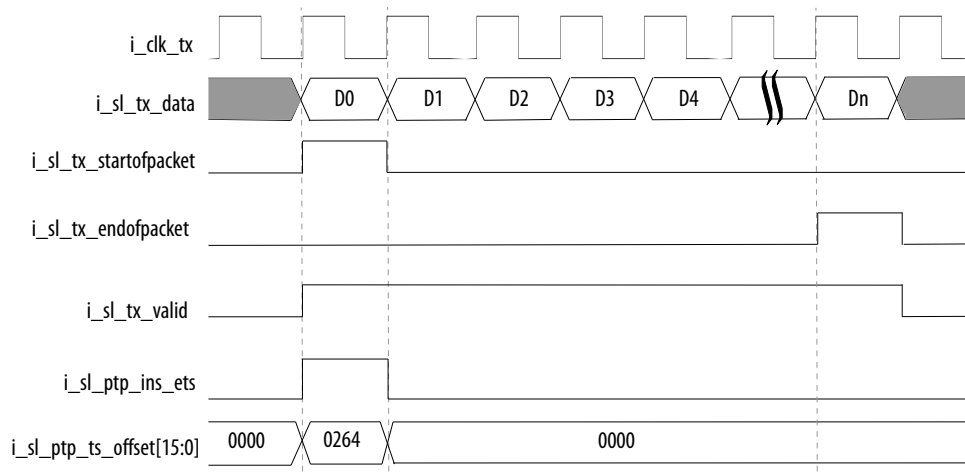 i_clk_tx
i_sl_tx_data D0 D1 D2 D3 D4 Dn
i_sl_tx_startofpacket
i_sl_tx_endofpacket
i_sl_tx_valid
i_sl_ptp_ins_ets
i_sl_ptp_ts_offset[15:0] 0000 0264 0000